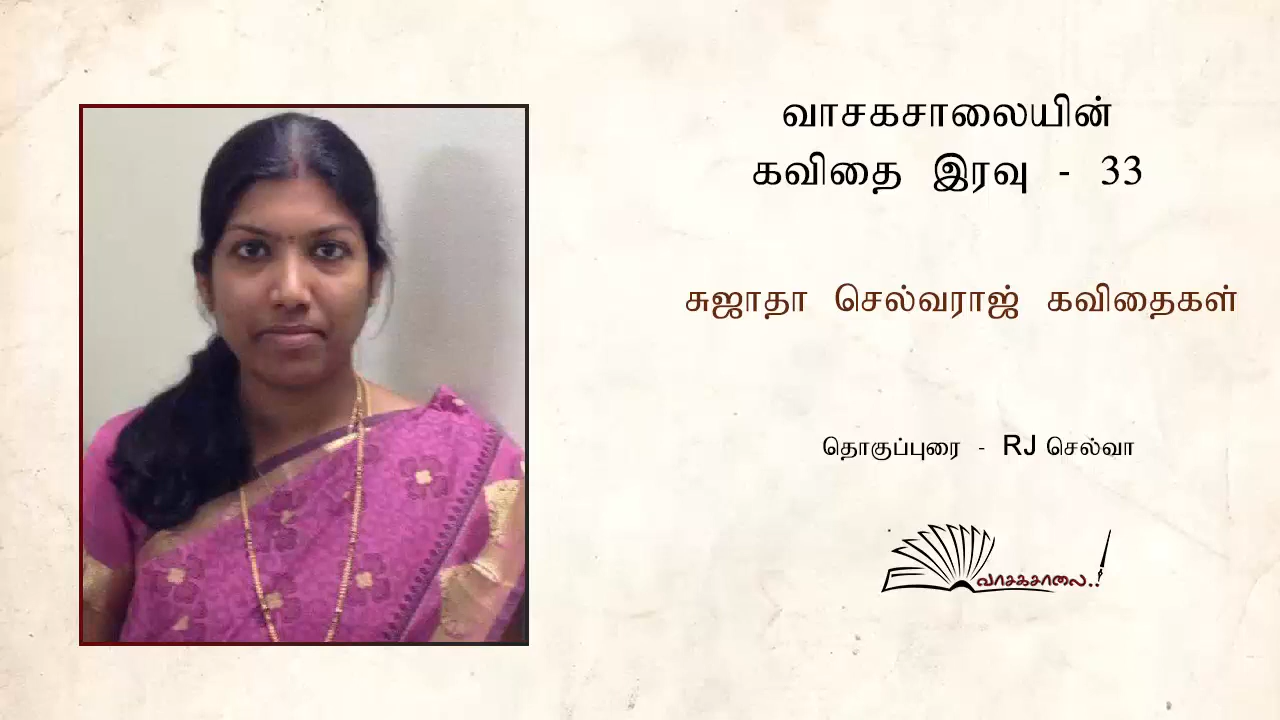 வாசகசாலையின்
கவிதை இரவு - 33
சுஜாதா செல்வராஜ் கவிதைகள்
தொகுப்புரை - RJ செல்வா
வாசகசாலை..!